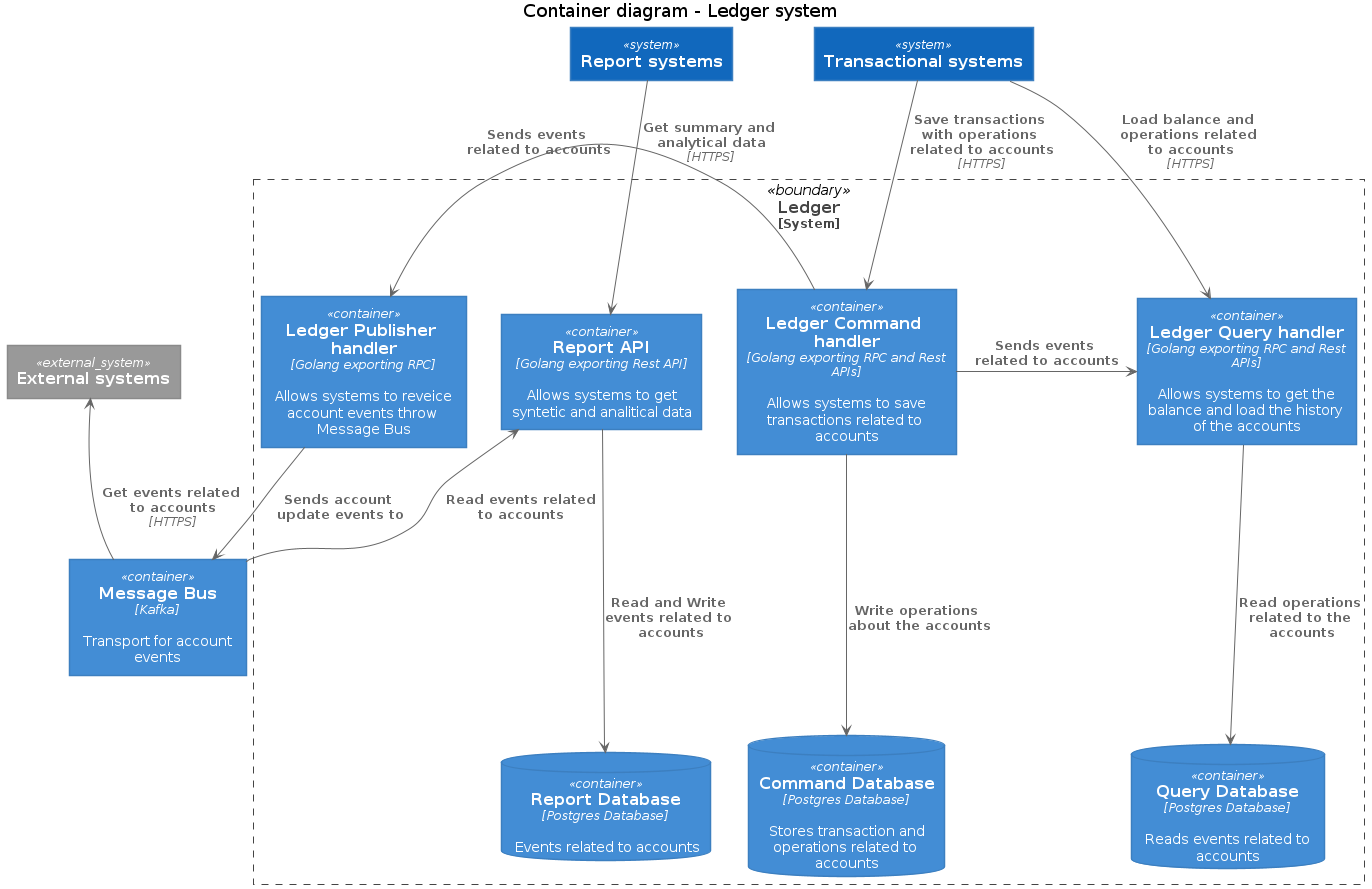 Container diagram - Ledger system
«system»
Report systems
«system»
Transactional systems
Sends events
related to accounts
Get summary and
analytical data
[HTTPS]
Save transactions
with operations
related to accounts
[HTTPS]
Load balance and
operations related
to accounts
[HTTPS]
«boundary»
Ledger
[System]
«external_system»
External systems
«container»
Ledger Publisher
handler
[Golang exporting RPC]
Allows systems to reveice
account events throw
Message Bus
«container»
Report API
[Golang exporting Rest API]
Allows systems to get
syntetic and analitical data
«container»
Ledger Command
handler
[Golang exporting RPC and Rest
APIs]
Allows systems to save
transactions related to
accounts
Sends events
related to accounts
«container»
Ledger Query handler
[Golang exporting RPC and Rest
APIs]
Allows systems to get the
balance and load the history
of the accounts
Get events related
to accounts
[HTTPS]
Sends account
update events to
Read events related
to accounts
«container»
Message Bus
[Kafka]
Transport for account
events
Read and Write
events related to
accounts
Write operations
about the accounts
Read operations
related to the
accounts
«container»
Report Database
[Postgres Database]
Events related to accounts
«container»
Command Database
[Postgres Database]
Stores transaction and
operations related to
accounts
«container»
Query Database
[Postgres Database]
Reads events related to
accounts